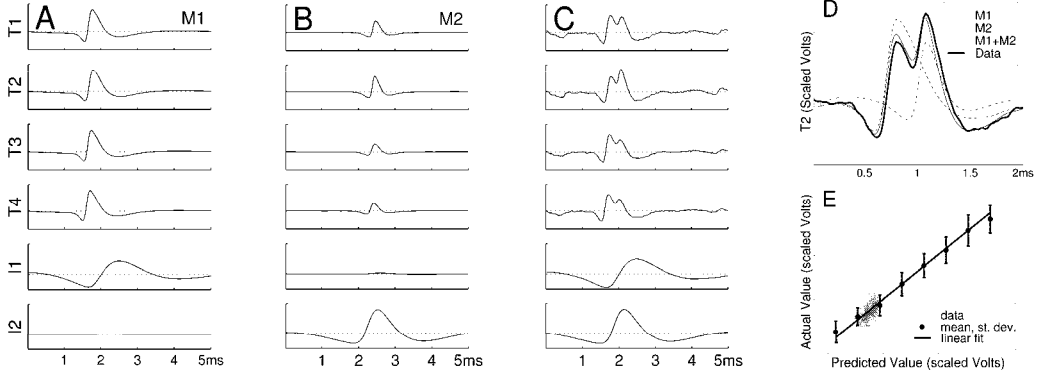 A M1
T1
T2
T3
T4
I1
I2
1 2 3 4 5ms
B M2
1 2 3 4 5ms
C
1 2 3 4 5ms
D
M1
M2
M1+M2
Data
T2 (Scaled Volts)
0.5 1 1.5 2ms
E
Actual Value (scaled Volts)
data
mean, st. dev.
linear fit
Predicted Value (scaled Volts)